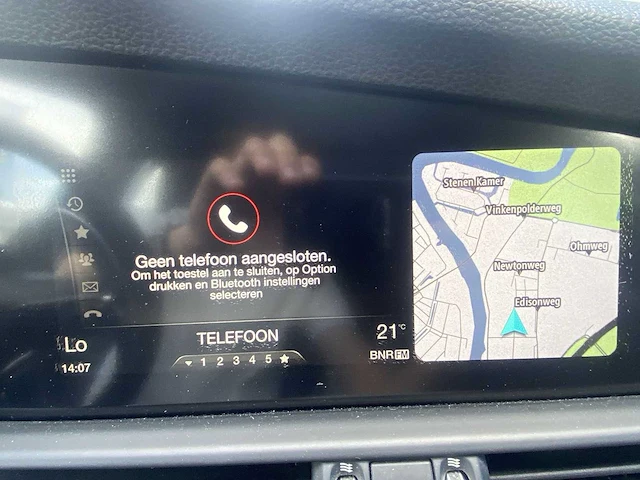 Geen telefoon aangesloten.
Om het toestel aan te sluiten, op Option
drukken en Bluetooth instellingen
selecteren
Lo
14:07
TELEFOON
1 2 3 4 5
21°C
BNR FM
Stenen Kamer
Vinkenpolderweg
Ohmweg
Newtonweg
Edisonweg